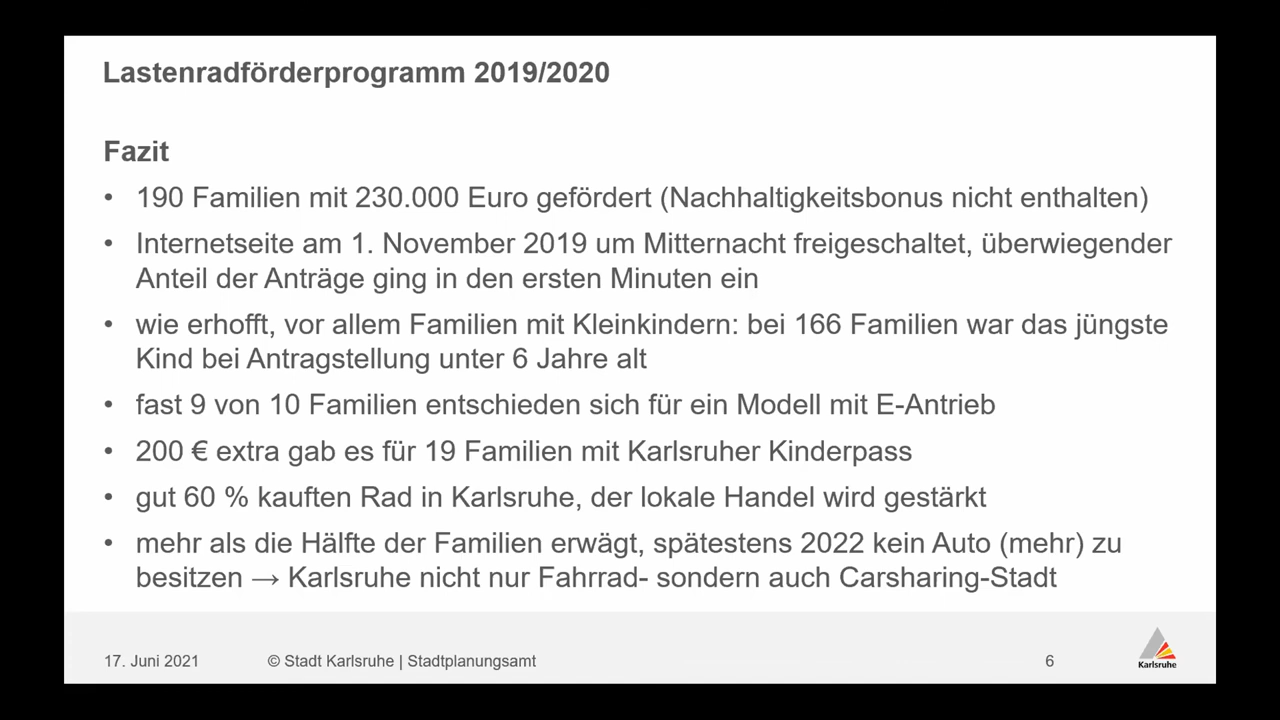 Lastenradförderprogramm 2019/2020
Fazit
• 190 Familien mit 230.000 Euro gefördert (Nachhaltigkeitsbonus nicht enthalten)
• Internetseite am 1. November 2019 um Mitternacht freigeschaltet, überwiegender
Anteil der Anträge ging in den ersten Minuten ein
• wie erhofft, vor allem Familien mit Kleinkindern: bei 166 Familien war das jüngste
Kind bei Antragstellung unter 6 Jahre alt
• fast 9 von 10 Familien entschieden sich für ein Modell mit E-Antrieb
• 200 € extra gab es für 19 Familien mit Karlsruher Kinderpass
• gut 60 % kauften Rad in Karlsruhe, der lokale Handel wird gestärkt
• mehr als die Hälfte der Familien erwägt, spätestens 2022 kein Auto (mehr) zu
besitzen → Karlsruhe nicht nur Fahrrad- sondern auch Carsharing-Stadt
17. Juni 2021 © Stadt Karlsruhe | Stadtplanungsamt 6
Karlsruhe